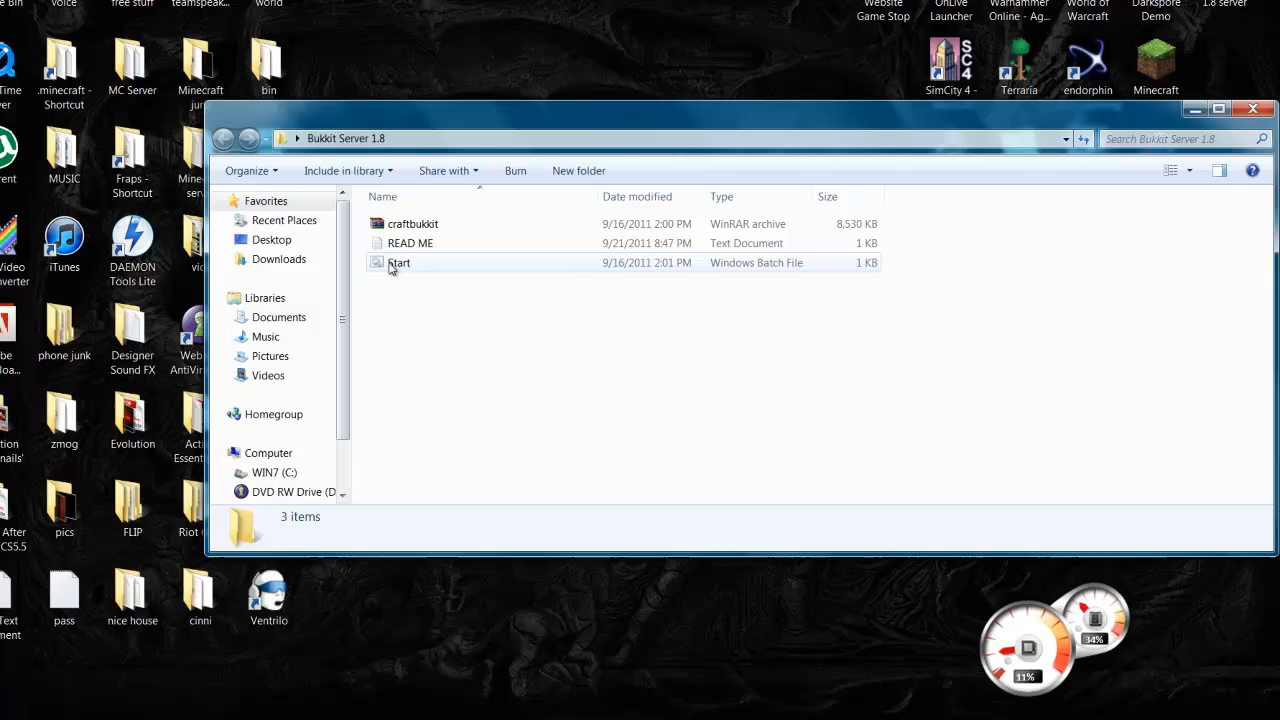 e Bin
voice
free stuff
teamspeak...
world
Website
Game Stop
OnLive
Launcher
Warhammer
Online - Ag...
World of
Warcraft
Darkspore
Demo
1.8 server
Time
yer
.minecraft -
Shortcut
MC Server
Minecraft
jun
bin
S
C
4
SimCity 4 -
Terraria
endorphin
Minecraft
Bukkit Server 1.8
Search Bukkit Server 1.8
Organize
Include in library
Share with
Burn
New folder
Name
Date modified
Type
Size
craftbukkit
9/16/2011 2:00 PM
WinRAR archive
8,530 KB
READ ME
9/21/2011 8:47 PM
Text Document
1 KB
Start
9/16/2011 2:01 PM
Windows Batch File
1 KB
Favorites
Recent Places
Desktop
Downloads
Libraries
Documents
Music
Pictures
Videos
Homegroup
Computer
WIN7 (C:)
DVD RW Drive (D
3 items
rent
MUSIC
Fraps -
Shortcut
Mine
serv
Video
nverter
iTunes
DAEMON
Tools Lite
vid
be
loa...
phone junk
Designer
Sound FX
Web
AntiVir
tion
nails'
zmog
Evolution
Acti
Essent
After
CS5.5
pics
FLIP
Riot G
Text
ment
pass
nice house
cinni
Ventrilo
34%
11%